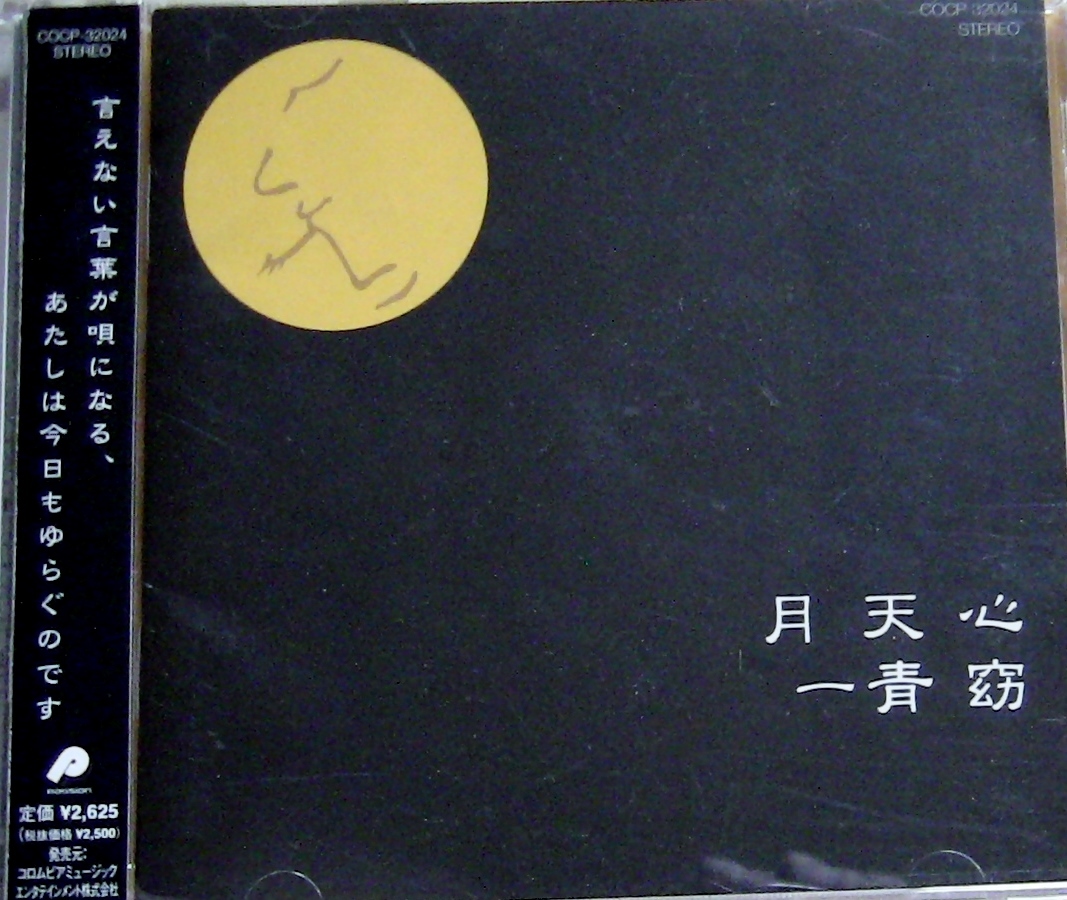 COCP-32024
STEREO
言えない言葉が唄になる、
あたしは今日もゆらぐのです
定価 ¥2,625
(税抜価格 ¥2,500)
発売元:
コロムビアミュージック
エンタテインメント株式会社
COCP 32024
STEREO
月天心
一青窈